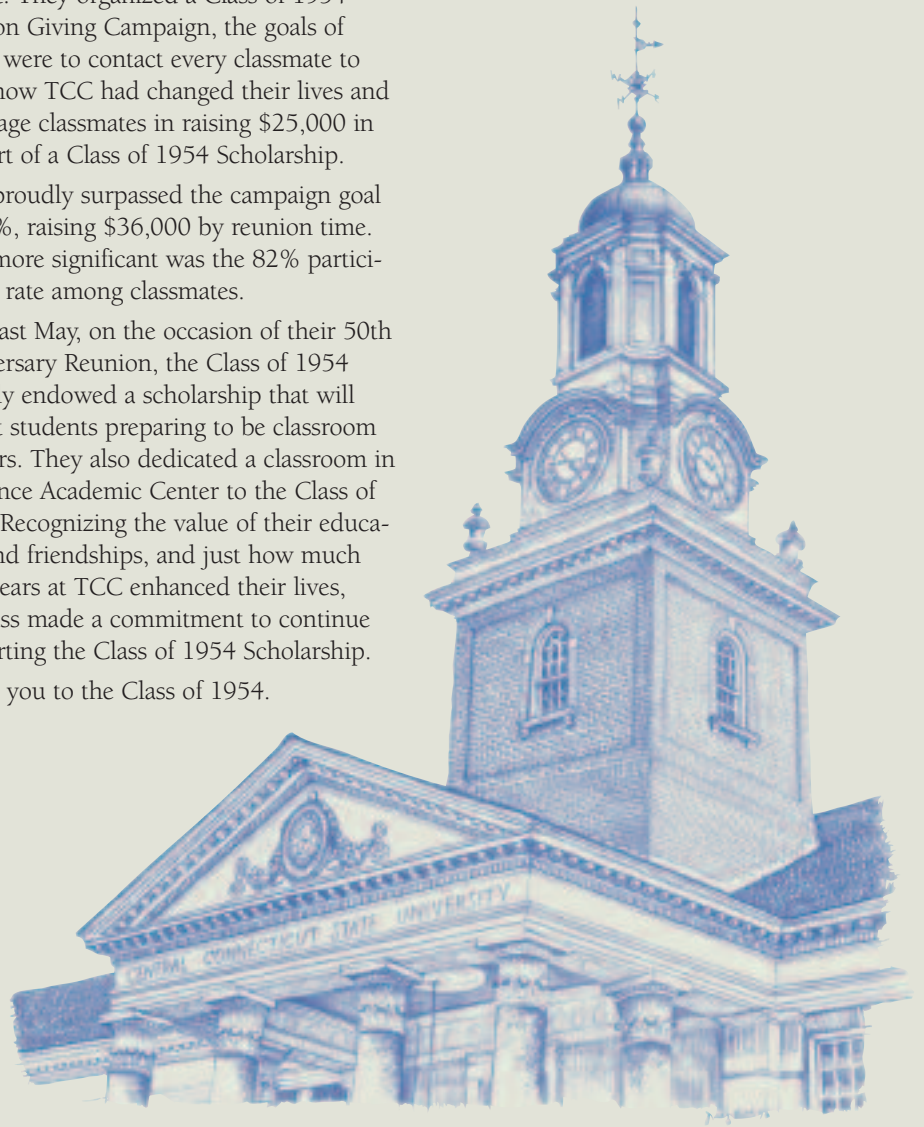 . They organized a Class of 1954
on Giving Campaign, the goals of
were to contact every classmate to
how TCC had changed their lives and
age classmates in raising $25,000 in
rt of a Class of 1954 Scholarship.
proudly surpassed the campaign goal
%, raising $36,000 by reunion time.
more significant was the 82% partici-
rate among classmates.
ast May, on the occasion of their 50th
ersary Reunion, the Class of 1954
ly endowed a scholarship that will
t students preparing to be classroom
rs. They also dedicated a classroom in
nce Academic Center to the Class of
Recognizing the value of their educa-
nd friendships, and just how much
ears at TCC enhanced their lives,
ss made a commitment to continue
rting the Class of 1954 Scholarship.
you to the Class of 1954.
CENTRAL CONNECTICUT STATE UNIVERSITY